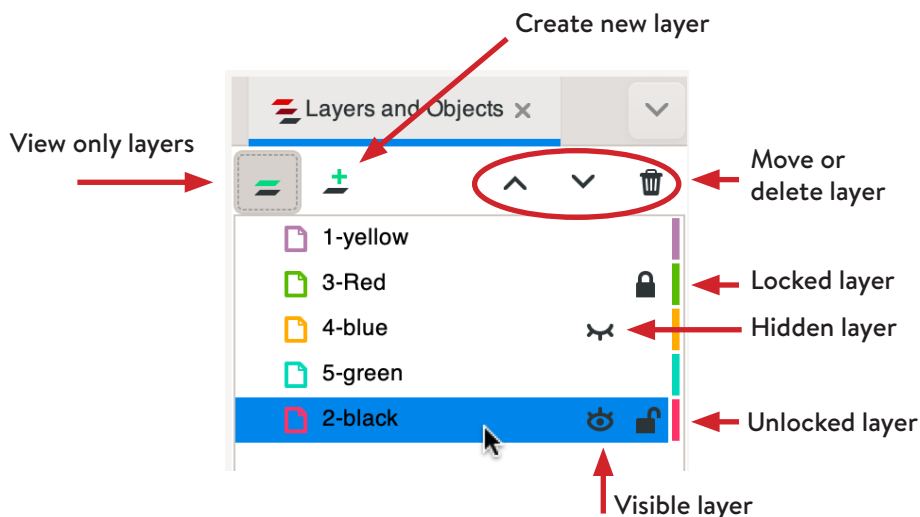 Create new layer
Layers and Objects
View only layers
Move or
delete layer
1-yellow
3-Red
Locked layer
4-blue
Hidden layer
5-green
2-black
Unlocked layer
Visible layer